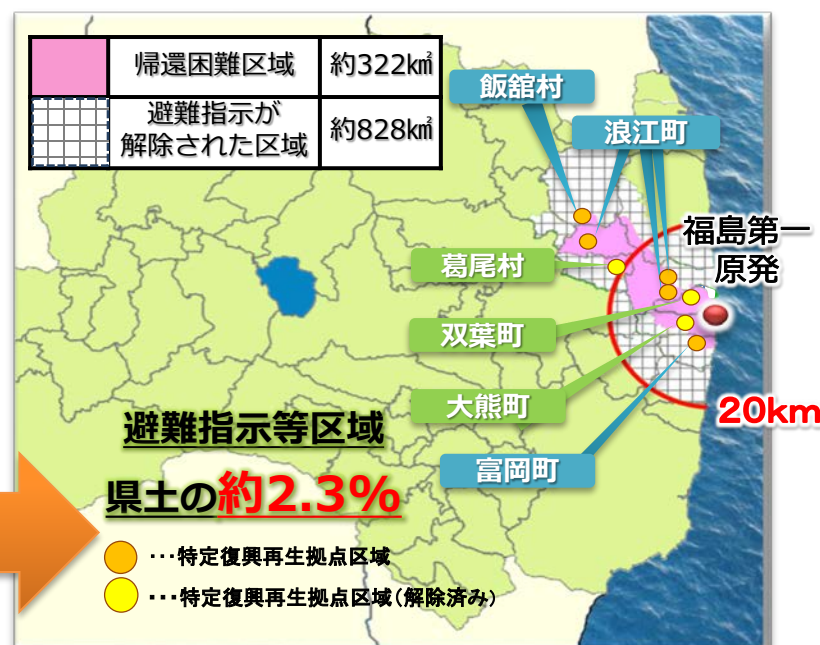 帰還困難区域 約322㎢
避難指示が
解除された区域 約828㎢
飯舘村
浪江町
福島第一
原発
葛尾村
双葉町
大熊町
富岡町
20km
避難指示等区域
県土の約2.3%
･･･特定復興再生拠点区域
･･･特定復興再生拠点区域(解除済み)